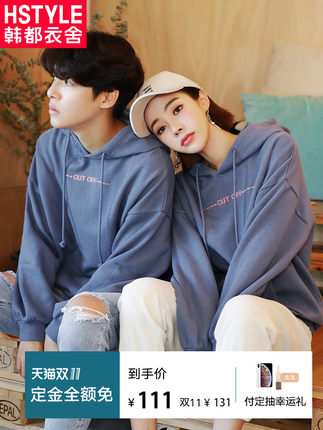 HSTYLE
韩都衣舍
CUT OFF
CUT OFF
天猫双11
定金全额免
到手价
¥111 双11¥131
付定抽幸运礼